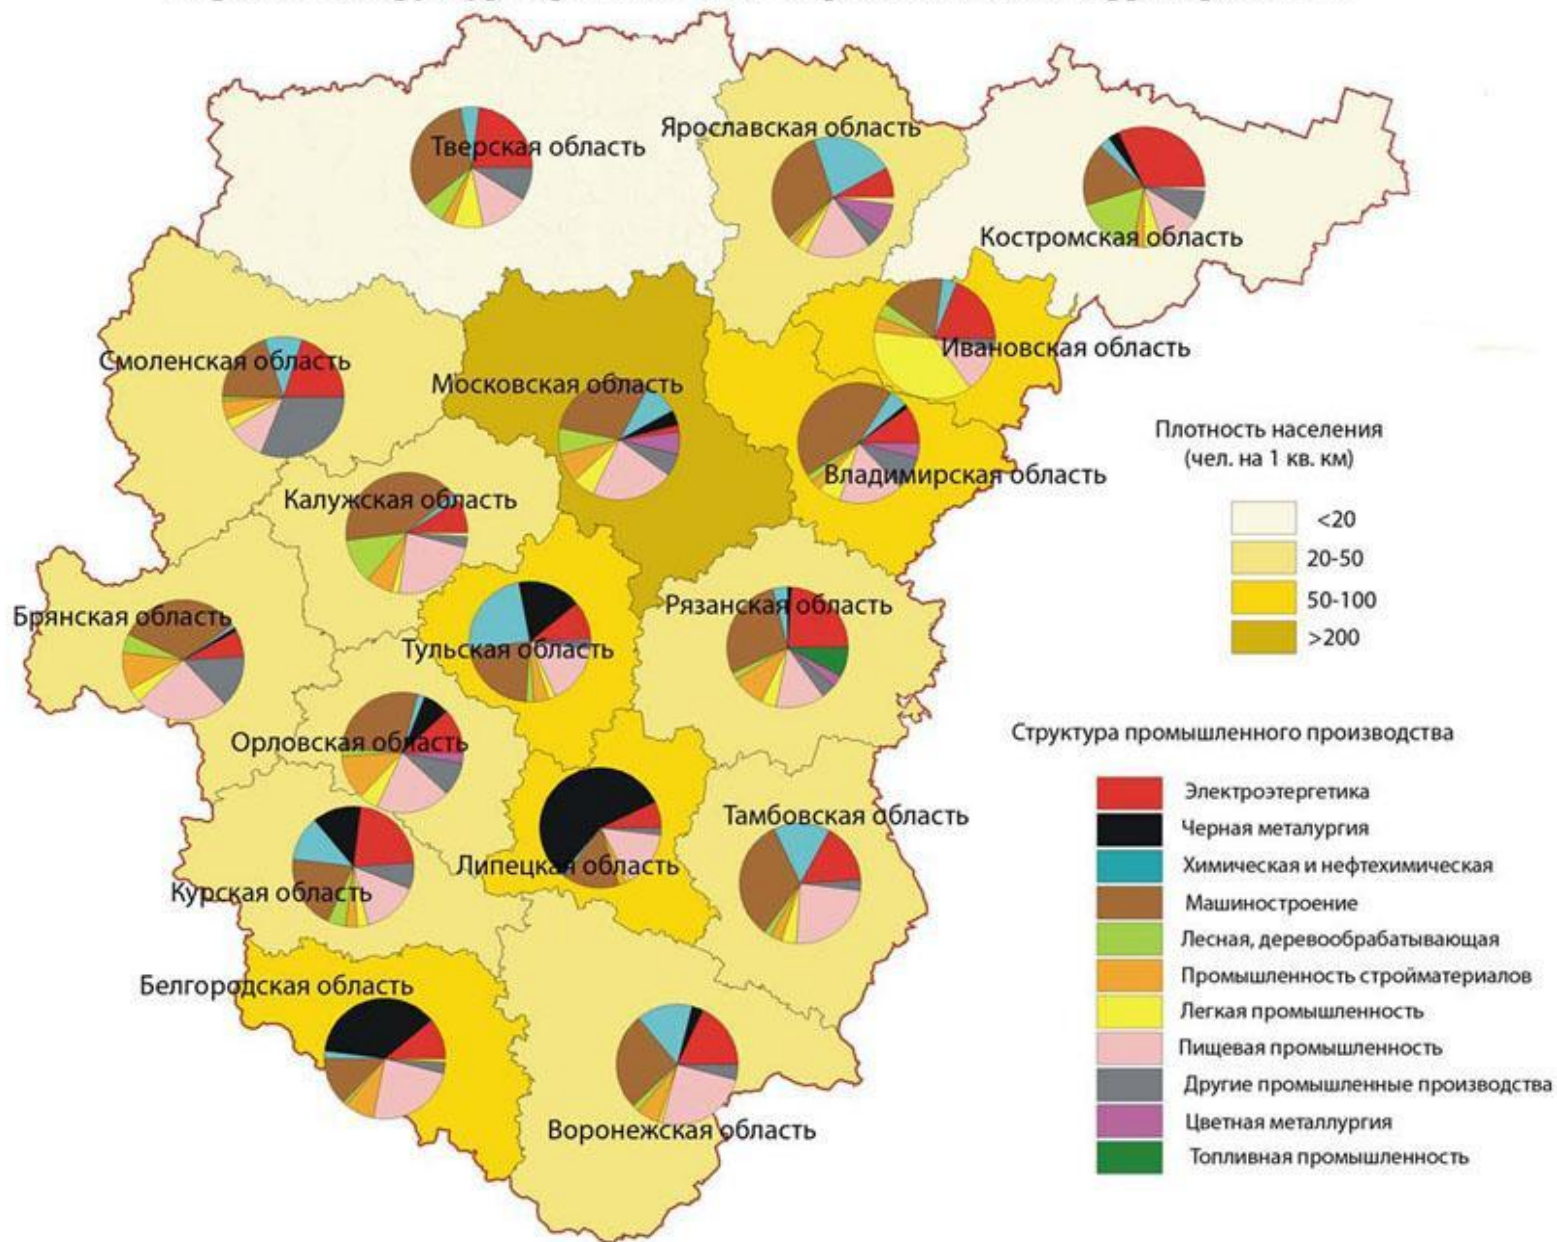 Тверская область
Ярославская область
Костромская область
Смоленская область
Московская область
Ивановская область
Владимирская область
Калужская область
Брянская область
Тульская область
Рязанская область
Орловская область
Липецкая область
Тамбовская область
Курская область
Белгородская область
Воронежская область
Плотность населения
(чел. на 1 кв. км)
<20
20-50
50-100
>200
Структура промышленного производства
Электроэтергетика
Черная металургия
Химическая и нефтехимическая
Машиностроение
Лесная, деревообрабатывающая
Промышленность стройматериалов
Легкая промышленность
Пищевая промышленность
Другие промышленные производства
Цветная металлургия
Топливная промышленность